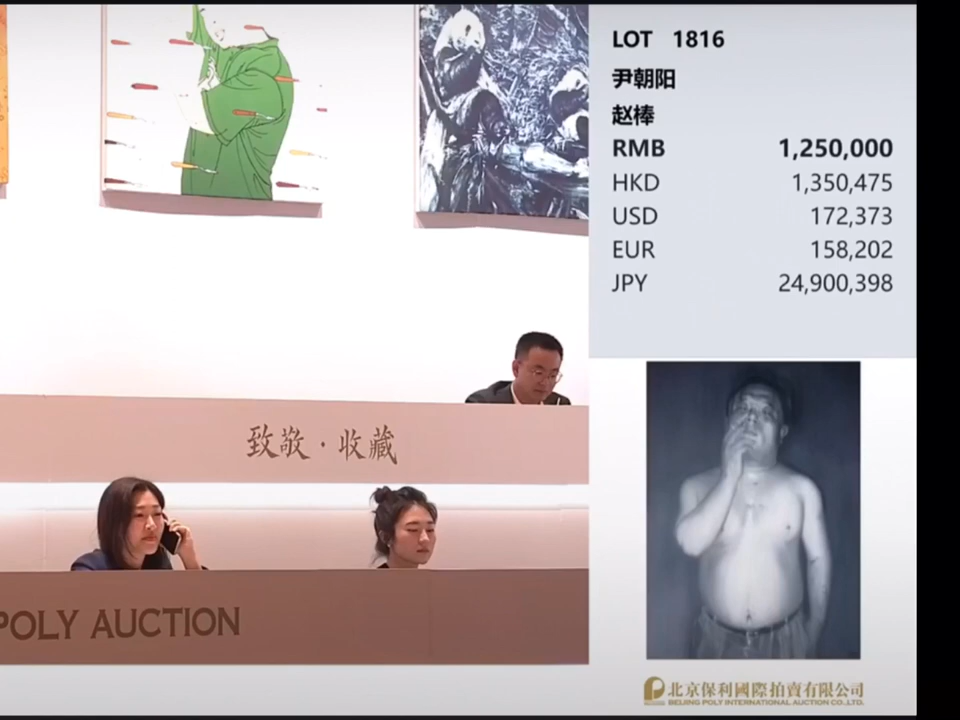 LOT 1816
尹朝阳
赵棒
RMB 1,250,000
HKD 1,350,475
USD 172,373
EUR 158,202
JPY 24,900,398
致敬·收藏
POLY AUCTION
北京保利國際拍賣有限公司
BEIJING POLY INTERNATIONAL AUCTION CO.,LTD.